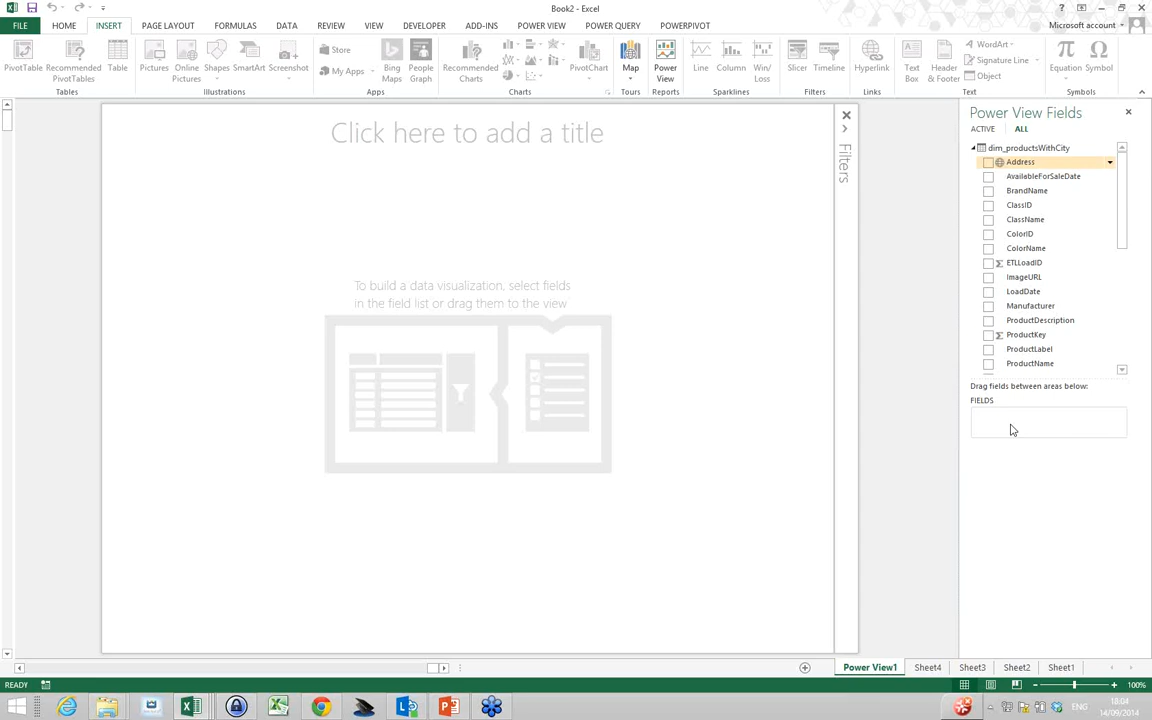 Book2 - Excel
FILE HOME INSERT PAGE LAYOUT FORMULAS DATA REVIEW VIEW DEVELOPER ADD-INS POWER VIEW POWER QUERY POWERPIVOT Microsoft account
PivotTable
Recommended PivotTables
Table
Tables
Pictures
Online Pictures
Shapes
SmartArt
Screenshot
Illustrations
Store
My Apps
Bing Maps
People Graph
Apps
Recommended Charts
PivotChart
Charts
Map
Tours
Power View
Reports
Line
Column
Win/ Loss
Sparklines
Slicer
Timeline
Filters
Hyperlink
Links
Text Box
Header & Footer
WordArt
Signature Line
Object
Text
Equation
Symbol
Symbols
Click here to add a title
To build a data visualization, select fields
in the field list or drag them to the view
Filters
Power View Fields
ACTIVE ALL
dim_productsWithCity
Address
AvailableForSaleDate
BrandName
ClassID
ClassName
ColorID
ColorName
Σ ETLLoadID
ImageURL
LoadDate
Manufacturer
ProductDescription
Σ ProductKey
ProductLabel
ProductName
Drag fields between areas below:
FIELDS
Power View1 Sheet4 Sheet3 Sheet2 Sheet1
READY
100%
ENG
18:04
14/09/2014